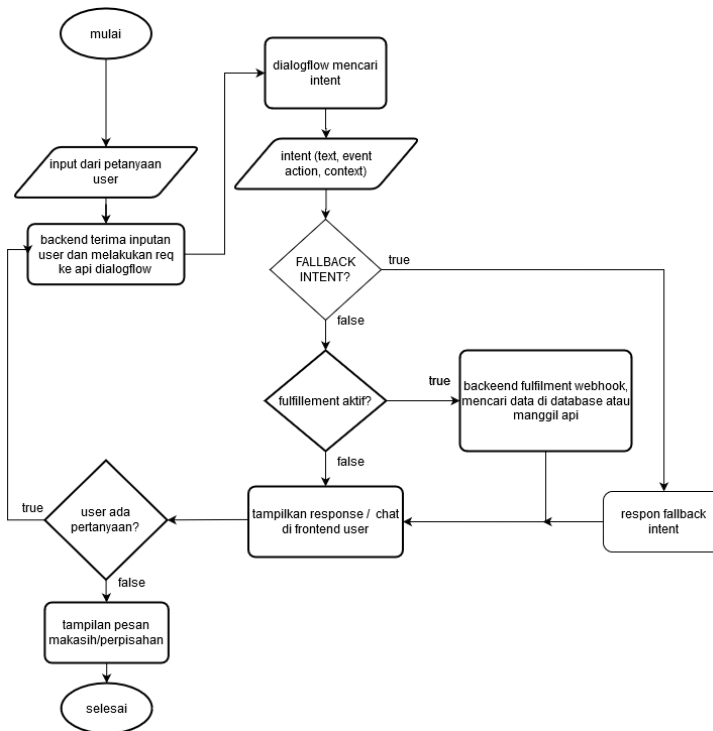 mulai
input dari petanyaan
user
backend terima inputan
user dan melakukan req
ke api dialogflow
dialogflow mencari
intent
intent (text, event
action, context)
FALLBACK
INTENT?
true
false
fulfillement aktif?
true
backeend fulfilment webhook,
mencari data di database atau
manggil api
false
tampilkan response / chat
di frontend user
respon fallback
intent
user ada
pertanyaan?
true
false
tampilan pesan
makasih/perpisahan
selesai